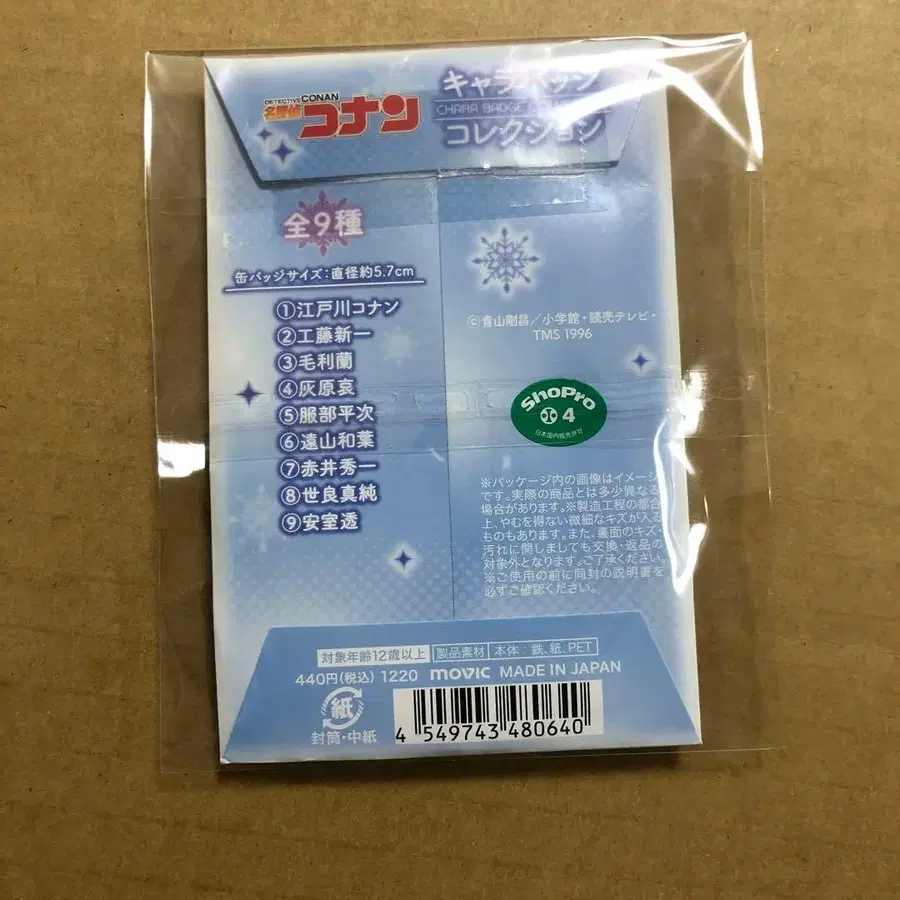 DETECTIVE CONAN
名探偵コナン
キャラバッジ
CHARA BADGE
コレクション
全9種
缶バッジサイズ:直径約5.7cm
①江戸川コナン
②工藤新一
③毛利蘭
④灰原哀
⑤服部平次
⑥遠山和葉
⑦赤井秀一
⑧世良真純
⑨安室透
©青山剛昌/小学館・読売テレビ・
TMS 1996
ShoPro
4
日本国内販売許可
※パッケージ内の画像はイメージ
です。実際の商品とは多少異なる
場合があります。※製造工程の都合
上、やむを得ない微細なキズが入る
ものもあります。また、裏面のキズ、
汚れに関しましても交換・返品の
対象外となります。ご了承ください。
※ご使用の前に同封の説明書を
必ずご確認ください。
対象年齢12歳以上 製品素材 本体:鉄、紙、PET
440円(税込) 1220 movic MADE IN JAPAN
紙
封筒・中紙
4 549743 480640